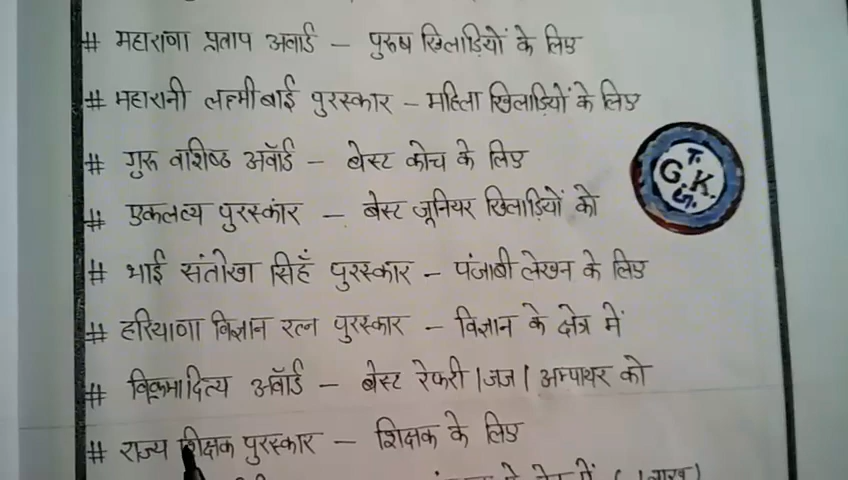 # महाराणा प्रताप अवार्ड – पुरुष खिलाड़ियों के लिए
# महारानी लक्ष्मीबाई पुरस्कार – महिला खिलाड़ियों के लिए
# गुरु वशिष्ठ अवॉर्ड – बेस्ट कोच के लिए
# एकलव्य पुरस्कार – बेस्ट जूनियर खिलाड़ियों को
# भाई संतोख सिहँ पुरस्कार – पंजाबी लेखन के लिए
# हरियाणा विज्ञान रत्न पुरस्कार – विज्ञान के क्षेत्र में
# विक्रमादित्य अवॉर्ड – बेस्ट रेफरी / जज / अम्पायर को
# राज्य शिक्षक पुरस्कार – शिक्षक के लिए
G K